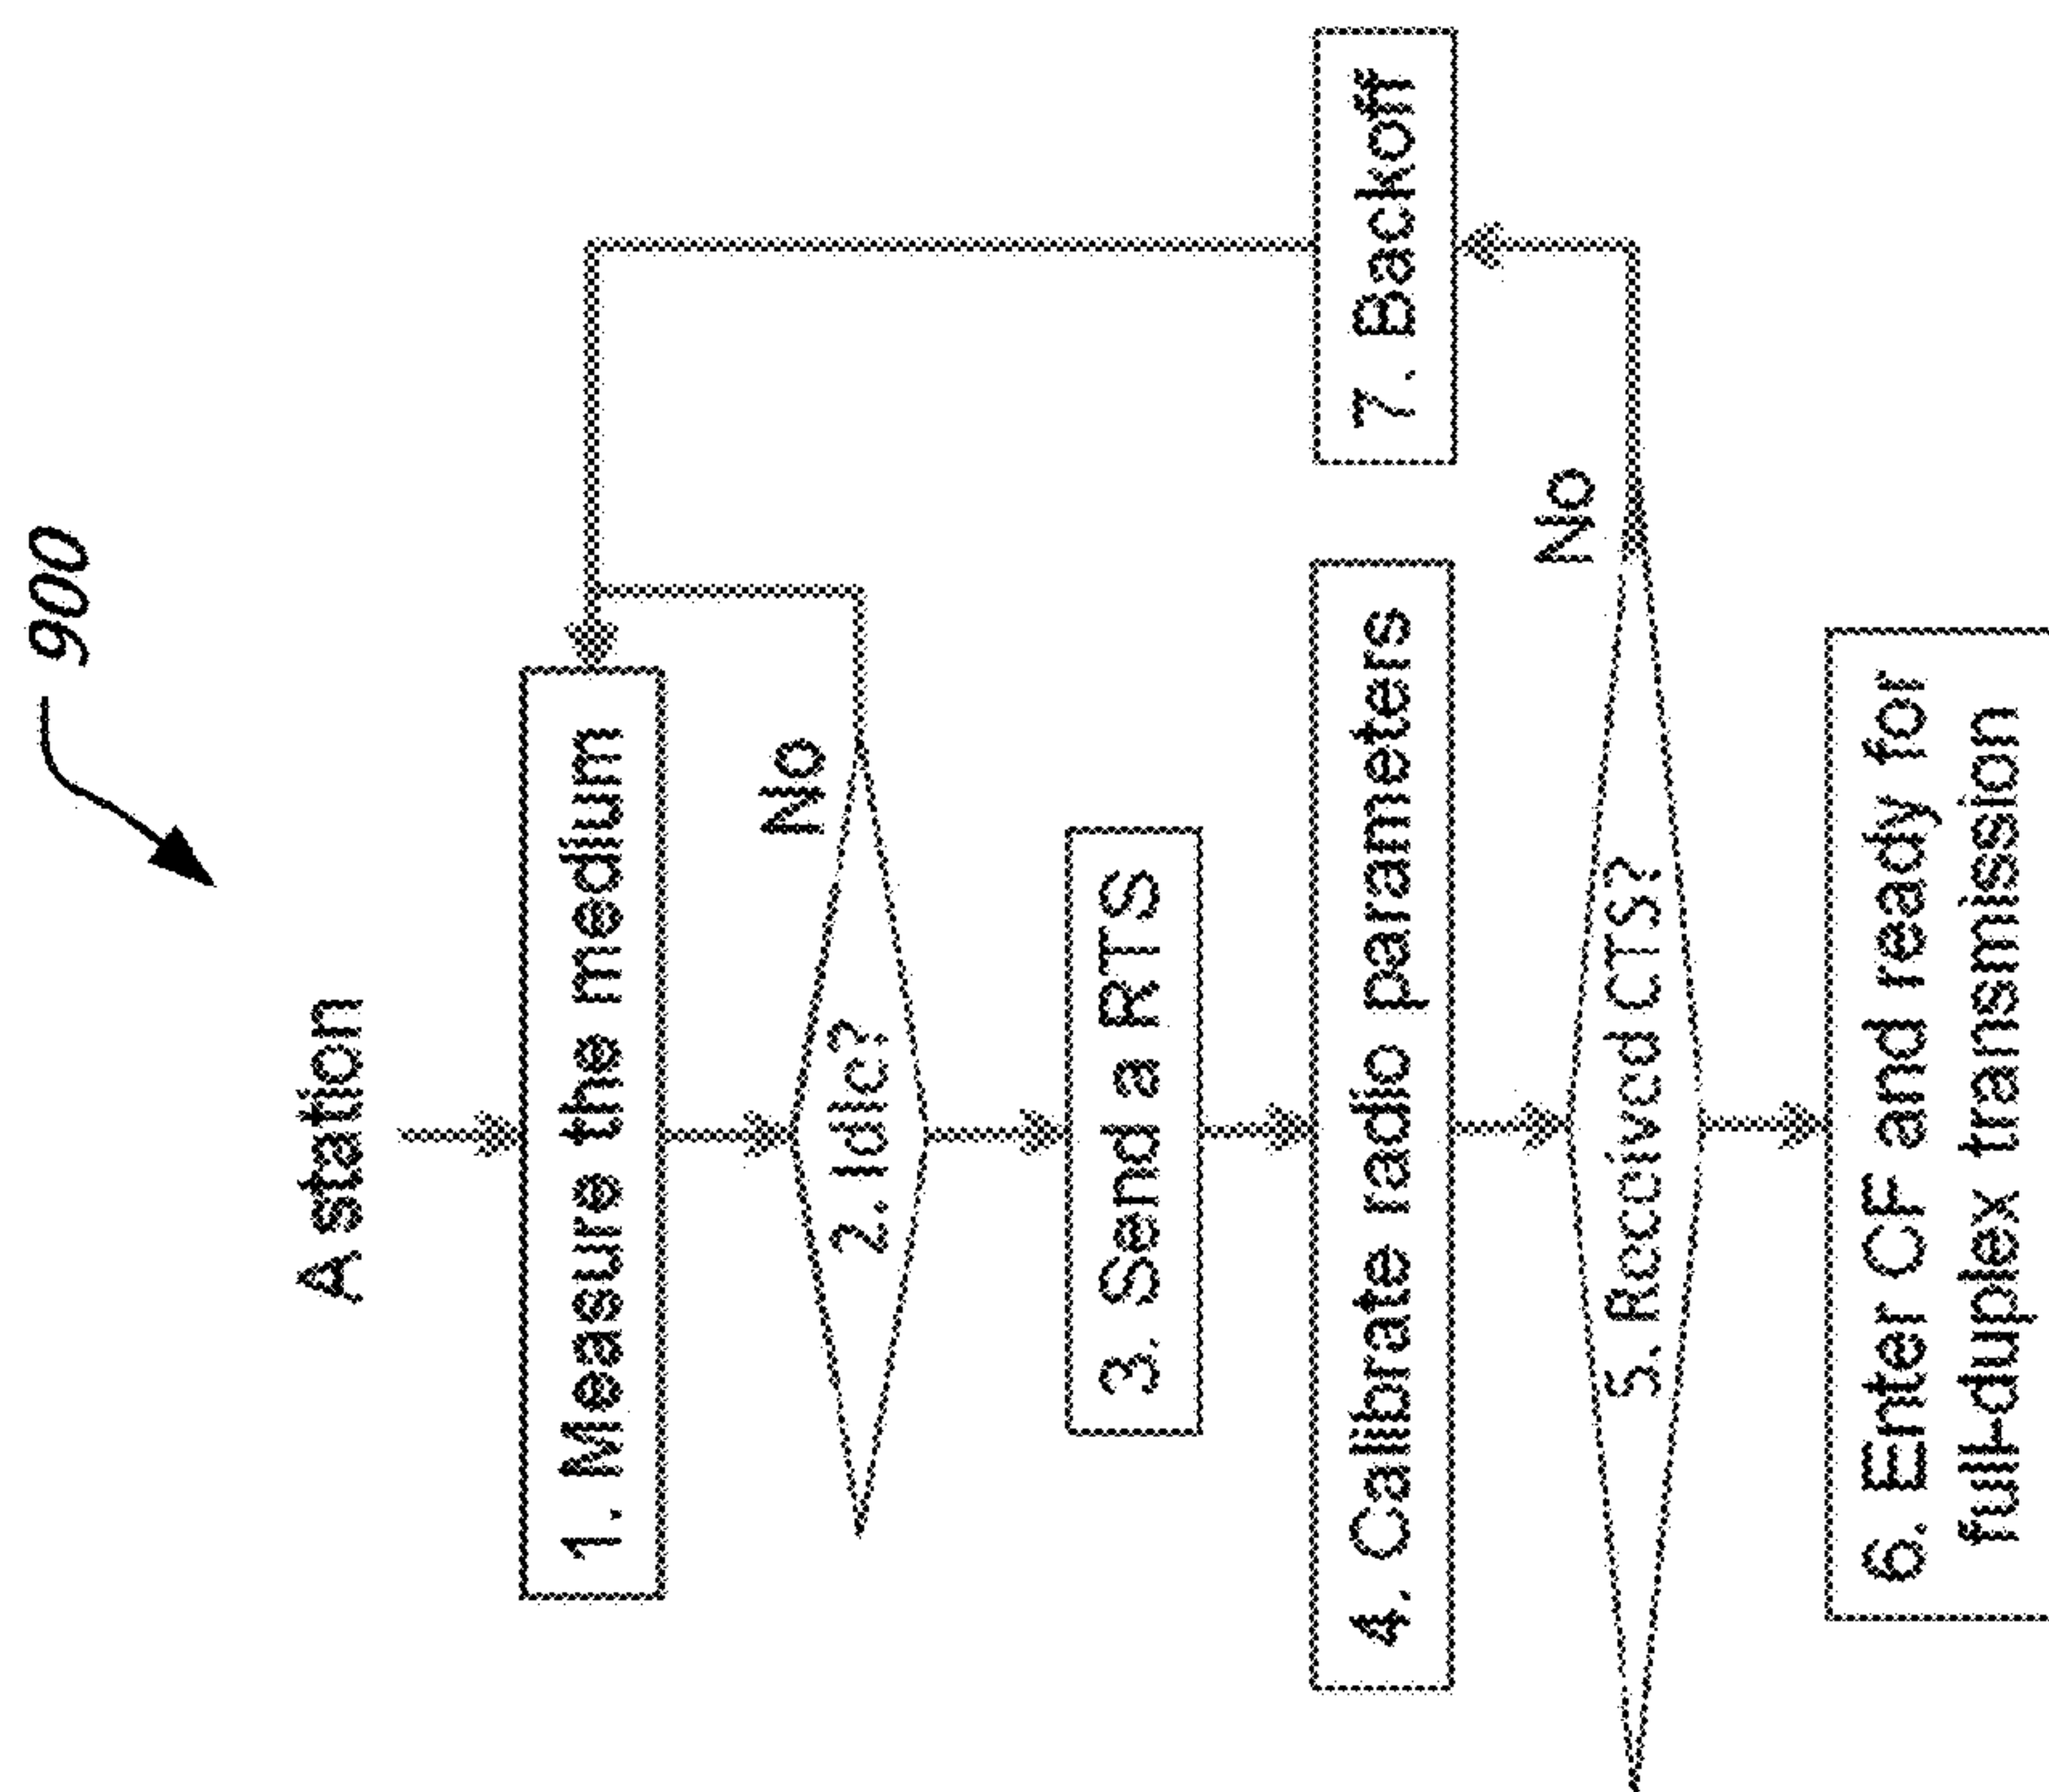 900
A station
1. Measure the medium
2. Idle?
No
3. Send a RTS
4. Calibrate radio parameters
5. Received CTS?
No
6. Enter CF and ready for
full-duplex transmission
7. Backoff